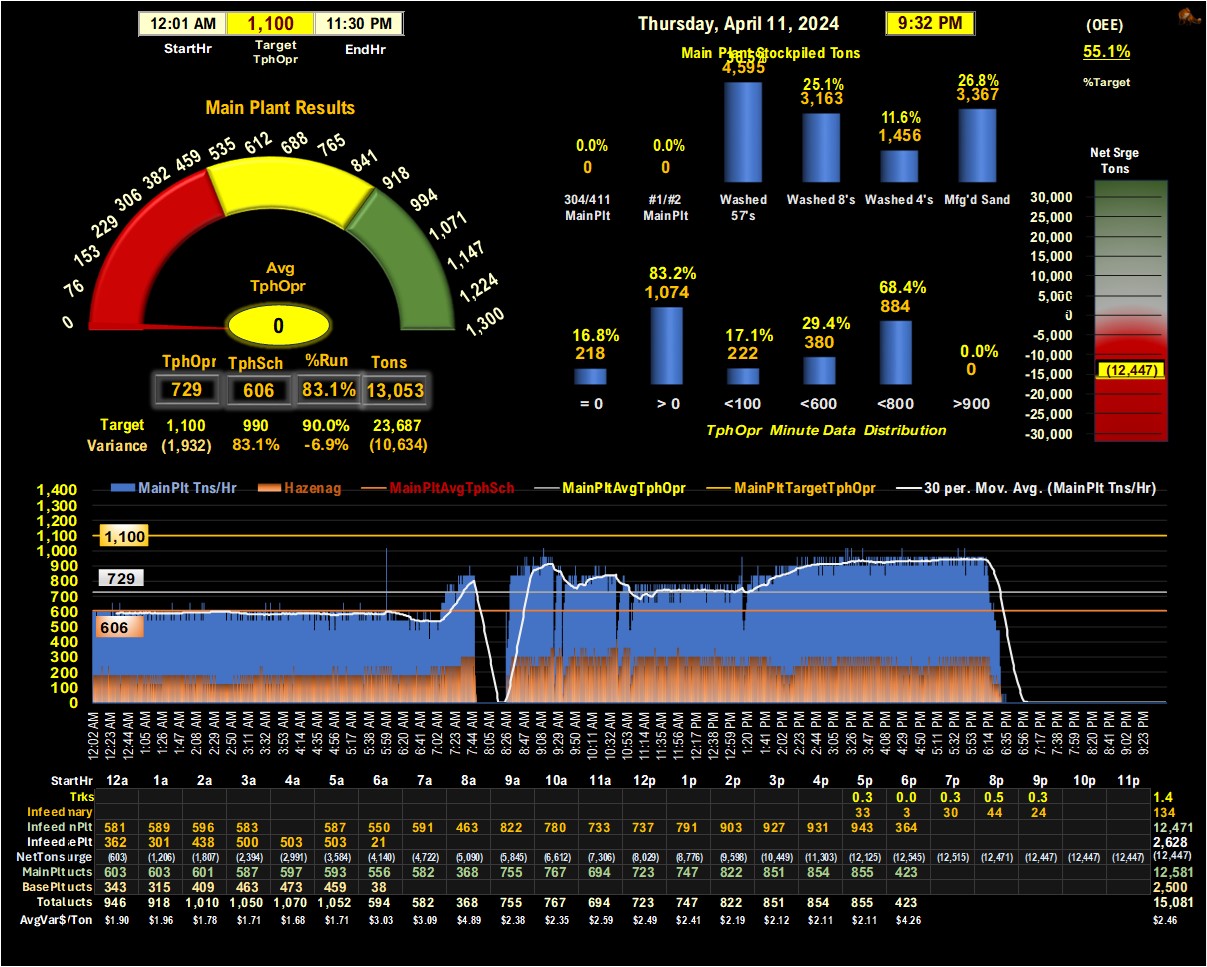 12:01 AM 1,100 11:30 PM
StartHr Target TphOpr EndHr
Thursday, April 11, 2024 9:32 PM
(OEE)
55.1%
%Target
Main Plant Stockpiled Tons
4,595 25.1% 3,163 11.6% 1,456 26.8% 3,367
0.0% 0.0%
0 0
304/411 MainPlt #1/#2 MainPlt Washed 57's Washed 8's Washed 4's Mfg'd Sand
Main Plant Results
0 76 153 229 306 382 459 535 612 688 765 841 918 994 1,071 1,147 1,224 1,300
Avg
TphOpr
0
TphOpr TphSch %Run Tons
729 606 83.1% 13,053
Target 1,100 990 90.0% 23,687
Variance (1,932) 83.1% -6.9% (10,634)
16.8% 83.2% 17.1% 29.4% 68.4% 0.0%
218 1,074 222 380 884 0
= 0 > 0 <100 <600 <800 >900
TphOpr Minute Data Distribution
Net Srge
Tons
30,000
25,000
20,000
15,000
10,000
5,000
0
-5,000
-10,000
(12,447)
-15,000
-20,000
-25,000
-30,000
MainPlt Tns/Hr Hazenag MainPltAvgTphSch MainPltAvgTphOpr MainPltTargetTphOpr 30 per. Mov. Avg. (MainPlt Tns/Hr)
1,400
1,300
1,200
1,100
1,000
900
800
700
600
500
400
300
200
100
0
1,100
729
606
12:02 AM 12:23 AM 12:44 AM 1:05 AM 1:26 AM 1:47 AM 2:08 AM 2:29 AM 2:50 AM 3:11 AM 3:32 AM 3:53 AM 4:14 AM 4:35 AM 4:56 AM 5:17 AM 5:38 AM 5:59 AM 6:20 AM 6:41 AM 7:02 AM 7:23 AM 7:44 AM 8:05 AM 8:26 AM 8:47 AM 9:08 AM 9:29 AM 9:50 AM 10:11 AM 10:32 AM 10:53 AM 11:14 AM 11:35 AM 11:56 AM 12:17 PM 12:38 PM 12:59 PM 1:20 PM 1:41 PM 2:02 PM 2:23 PM 2:44 PM 3:05 PM 3:26 PM 3:47 PM 4:08 PM 4:29 PM 4:50 PM 5:11 PM 5:32 PM 5:53 PM 6:14 PM 6:35 PM 6:56 PM 7:17 PM 7:38 PM 7:59 PM 8:20 PM 8:41 PM 9:02 PM 9:23 PM
StartHr 12a 1a 2a 3a 4a 5a 6a 7a 8a 9a 10a 11a 12p 1p 2p 3p 4p 5p 6p 7p 8p 9p 10p 11p
Trks 0.3 0.0 0.3 0.5 0.3 1.4
Infeed mary 33 3 30 44 24 134
Infeed nPlt 581 589 596 583 587 550 591 463 822 780 733 737 791 903 927 931 943 364 12,471
Infeed ePlt 362 301 438 500 503 503 21 2,628
NetTons urge (603) (1,206) (1,807) (2,394) (2,991) (3,584) (4,140) (4,722) (5,090) (5,845) (6,612) (7,306) (8,029) (8,776) (9,598) (10,449) (11,303) (12,125) (12,545) (12,515) (12,471) (12,447) (12,447) (12,447) (12,447)
MainPlt ucts 603 603 601 587 597 593 556 582 368 755 767 694 723 747 822 851 854 855 423 12,581
BasePlt ucts 343 315 409 463 473 459 38 2,500
Total ucts 946 918 1,010 1,050 1,070 1,052 594 582 368 755 767 694 723 747 822 851 854 855 423 15,081
AvgVar$/Ton $1.90 $1.96 $1.78 $1.71 $1.68 $1.71 $3.03 $3.09 $4.89 $2.38 $2.35 $2.59 $2.49 $2.41 $2.19 $2.12 $2.11 $2.11 $4.26 $2.46